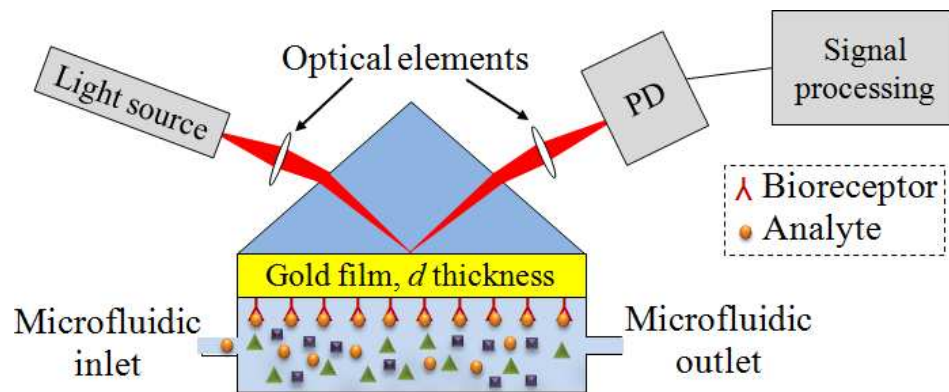 Light source
Optical elements
PD
Signal
processing
Bioreceptor
Analyte
Gold film, d thickness
Microfluidic
inlet
Microfluidic
outlet